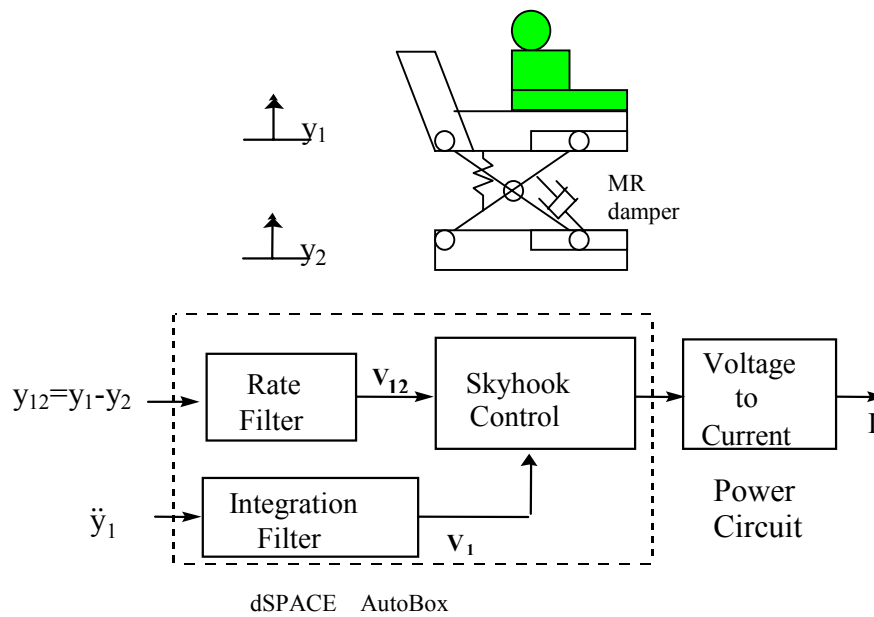 y₁
MR
damper
y₂
y₁₂=y₁-y₂
Rate
Filter
V₁₂
Skyhook
Control
Voltage
to
Current
I
ÿ₁
Integration
Filter
V₁
Power
Circuit
dSPACE AutoBox